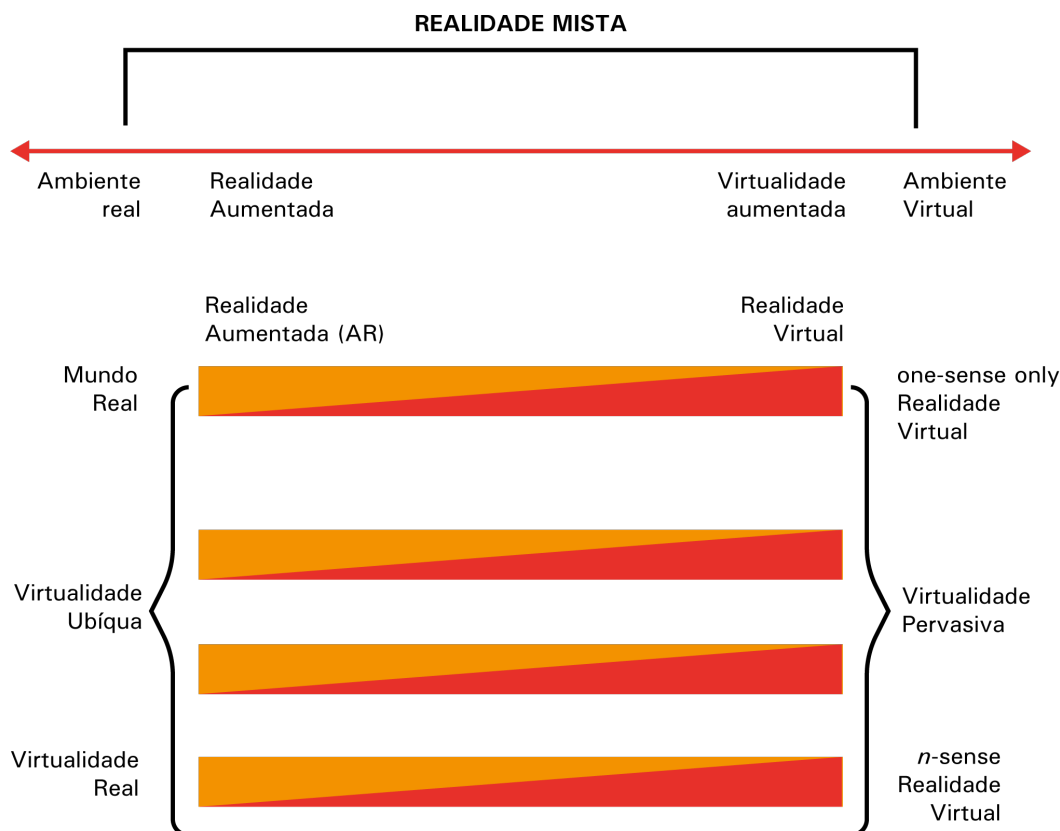 REALIDADE MISTA
Ambiente
real
Realidade
Aumentada
Virtualidade
aumentada
Ambiente
Virtual
Realidade
Aumentada (AR)
Realidade
Virtual
Mundo
Real
one-sense only
Realidade
Virtual
Virtualidade
Ubíqua
Virtualidade
Pervasiva
Virtualidade
Real
n-sense
Realidade
Virtual